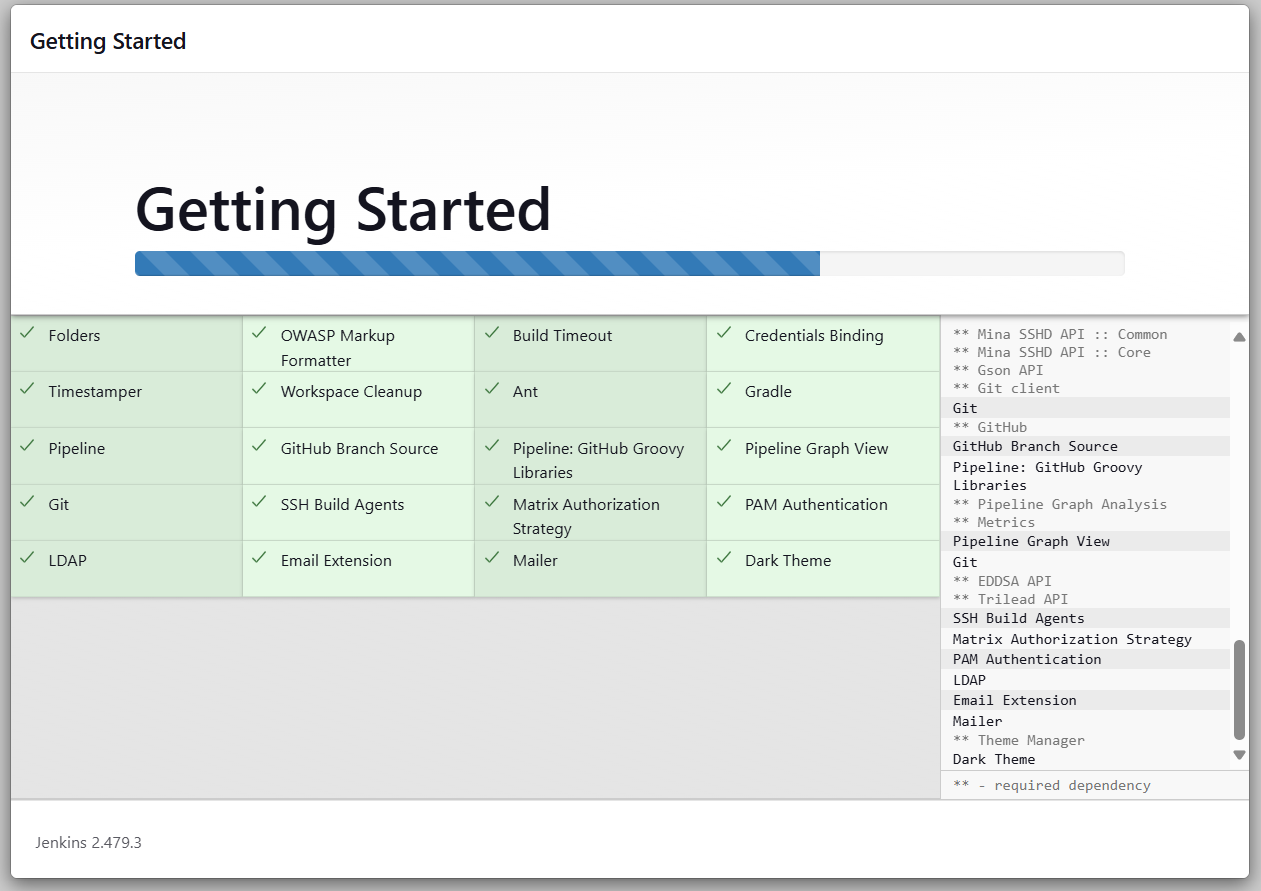 Getting Started
Getting Started
Folders
OWASP Markup
Formatter
Build Timeout
Credentials Binding
Timestamper
Workspace Cleanup
Ant
Gradle
Pipeline
GitHub Branch Source
Pipeline: GitHub Groovy
Libraries
Pipeline Graph View
Git
SSH Build Agents
Matrix Authorization
Strategy
PAM Authentication
LDAP
Email Extension
Mailer
Dark Theme
** Mina SSHD API :: Common
** Mina SSHD API :: Core
** Gson API
** Git client
Git
** GitHub
GitHub Branch Source
Pipeline: GitHub Groovy
Libraries
** Pipeline Graph Analysis
** Metrics
Pipeline Graph View
Git
** EDDSA API
** Trilead API
SSH Build Agents
Matrix Authorization Strategy
PAM Authentication
LDAP
Email Extension
Mailer
** Theme Manager
Dark Theme
** - required dependency
Jenkins 2.479.3